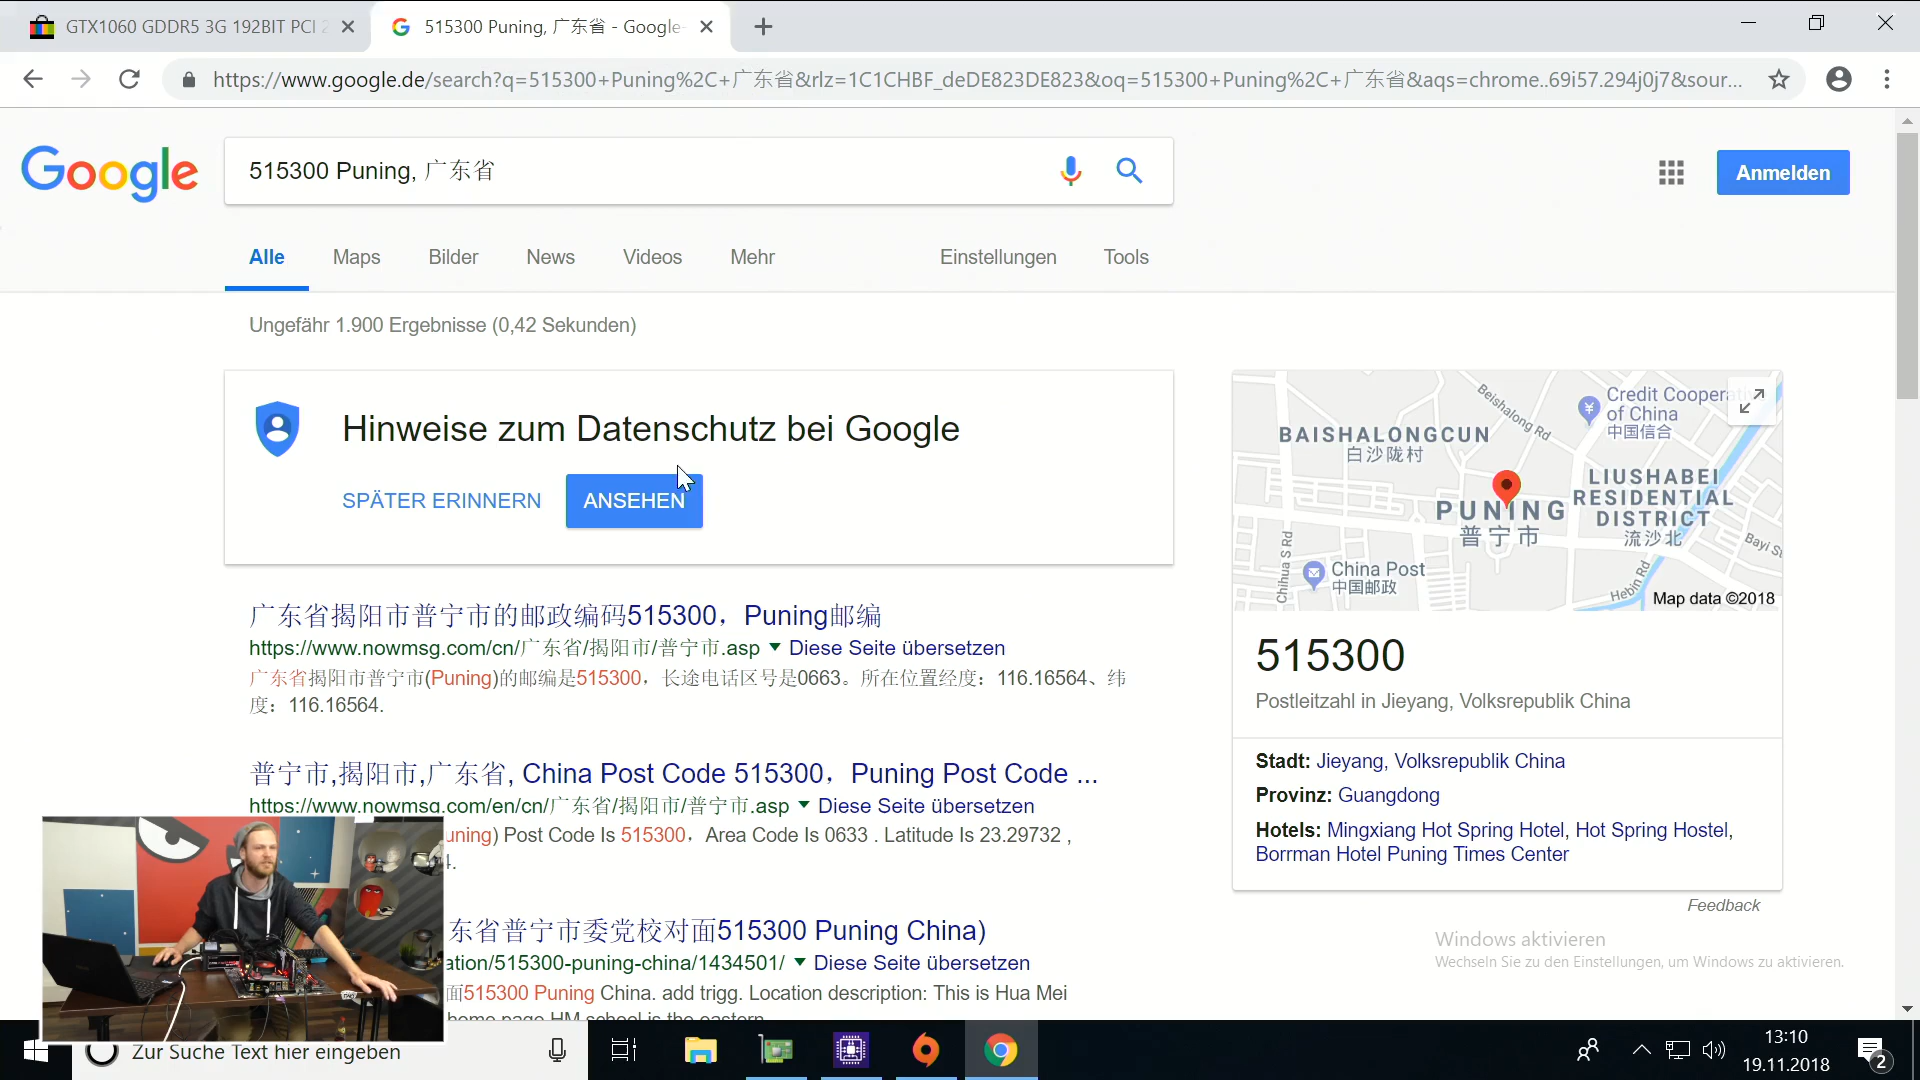 GTX1060 GDDR5 3G 192BIT PCI
515300 Puning, 广东省 - Google-
https://www.google.de/search?q=515300+Puning%2C+广东省&rlz=1C1CHBF_deDE823DE823&oq=515300+Puning%2C+广东省&aqs=chrome..69i57.294j0j7&sour...
Google
515300 Puning, 广东省
Anmelden
Alle Maps Bilder News Videos Mehr Einstellungen Tools
Ungefähr 1.900 Ergebnisse (0,42 Sekunden)
Hinweise zum Datenschutz bei Google
SPÄTER ERINNERN ANSEHEN
广东省揭阳市普宁市的邮政编码515300，Puning邮编
https://www.nowmsg.com/cn/广东省/揭阳市/普宁市.asp Diese Seite übersetzen
广东省揭阳市普宁市(Puning)的邮编是515300，长途电话区号是0663。所在位置经度：116.16564、纬
度：116.16564.
普宁市,揭阳市,广东省, China Post Code 515300，Puning Post Code ...
https://www.nowmsg.com/en/cn/广东省/揭阳市/普宁市.asp Diese Seite übersetzen
uning) Post Code Is 515300，Area Code Is 0633 . Latitude Is 23.29732 ,
东省普宁市委党校对面515300 Puning China)
ation/515300-puning-china/1434501/ Diese Seite übersetzen
面515300 Puning China. add trigg. Location description: This is Hua Mei
home page HM school is the eastern
Beishalong Rd
Credit Cooperati
of China
中国信合
BAISHALONGCUN
白沙陇村
LIUSHABEI
RESIDENTIAL
DISTRICT
流沙北
PUNING
普宁市
Bayi St
Chihua S Rd
China Post
中国邮政
Hebin Rd
Map data ©2018
515300
Postleitzahl in Jieyang, Volksrepublik China
Stadt: Jieyang, Volksrepublik China
Provinz: Guangdong
Hotels: Mingxiang Hot Spring Hotel, Hot Spring Hostel,
Borrman Hotel Puning Times Center
Feedback
Windows aktivieren
Wechseln Sie zu den Einstellungen, um Windows zu aktivieren.
Zur Suche Text hier eingeben
13:10
19.11.2018
2